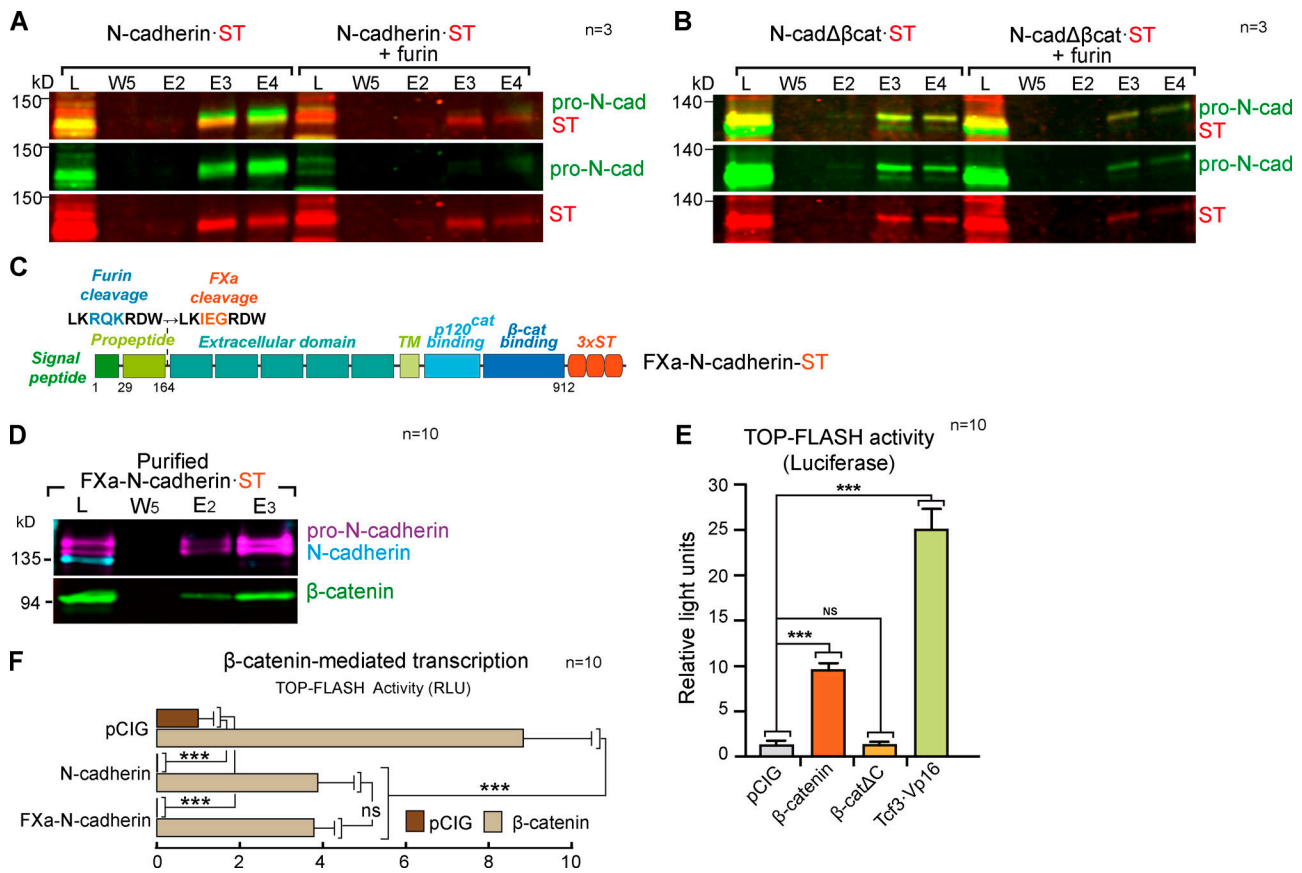 A
N-cadherin·ST
N-cadherin·ST
+ furin
n=3
kD L W5 E2 E3 E4 L W5 E2 E3 E4
150
pro-N-cad
ST
150
pro-N-cad
150
ST
B
N-cadΔβcat·ST
N-cadΔβcat·ST
+ furin
n=3
kD L W5 E2 E3 E4 L W5 E2 E3 E4
140
pro-N-cad
ST
140
pro-N-cad
140
ST
C
Furin
cleavage
FXa
cleavage
LKRQKRDW↔LKIEGRDW
Signal
peptide
Propeptide
Extracellular domain
TM
p120cat
binding
β-cat
binding
3xST
FXa-N-cadherin-ST
1 29 164 912
D
n=10
Purified
FXa-N-cadherin·ST
kD L W5 E2 E3
pro-N-cadherin
N-cadherin
135
β-catenin
94
E
TOP-FLASH activity
(Luciferase)
n=10
Relative light units
30
25
20
15
10
5
0
***
NS
***
pCIG
β-catenin
β-catΔC
Tcf3·Vp16
F
β-catenin-mediated transcription
n=10
TOP-FLASH Activity (RLU)
pCIG
***
N-cadherin
***
***
ns
FXa-N-cadherin
pCIG β-catenin
0 2 4 6 8 10